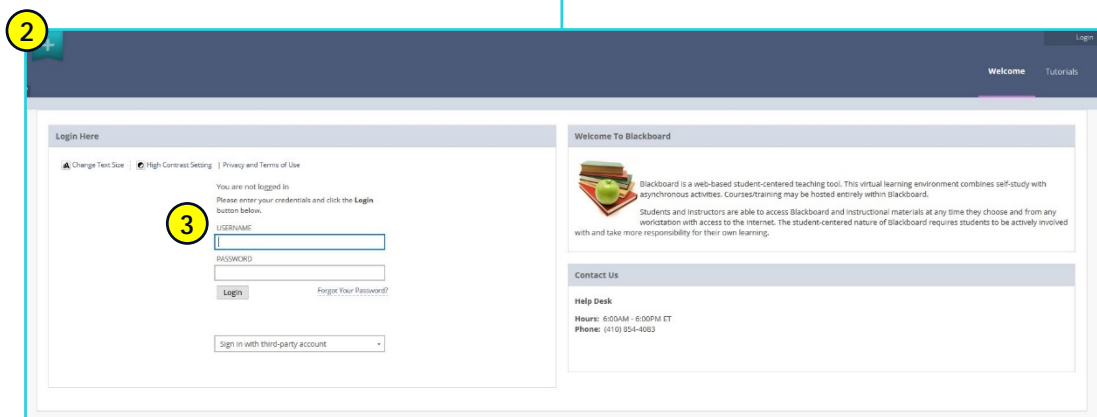 2
Login
Welcome Tutorials
Login Here
Change Text Size High Contrast Setting | Privacy and Terms of Use
You are not logged in
Please enter your credentials and click the Login
button below.
3
USERNAME
PASSWORD
Login Forgot Your Password?
Sign in with third-party account
Welcome To Blackboard
Blackboard is a web-based student-centered teaching tool. This virtual learning environment combines self-study with
asynchronous activities. Courses/training may be hosted entirely within Blackboard.
Students and instructors are able to access Blackboard and instructional materials at any time they choose and from any
workstation with access to the internet. The student-centered nature of Blackboard requires students to be actively involved
with and take more responsibility for their own learning.
Contact Us
Help Desk
Hours: 6:00AM - 6:00PM ET
Phone: (410) 854-4083